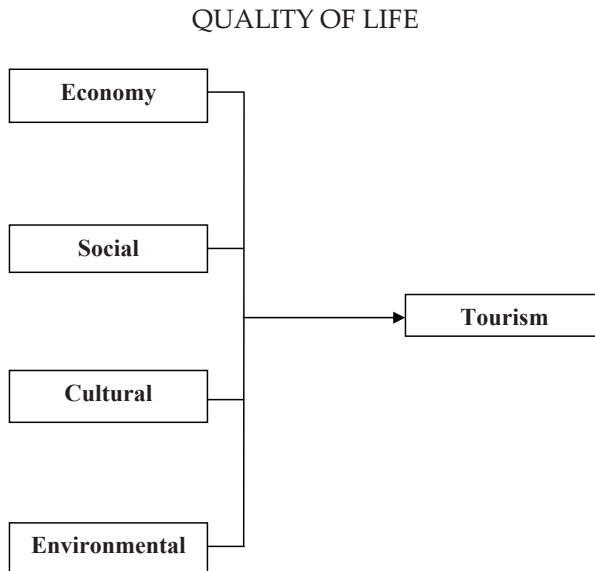 QUALITY OF LIFE
Economy
Social
Tourism
Cultural
Environmental